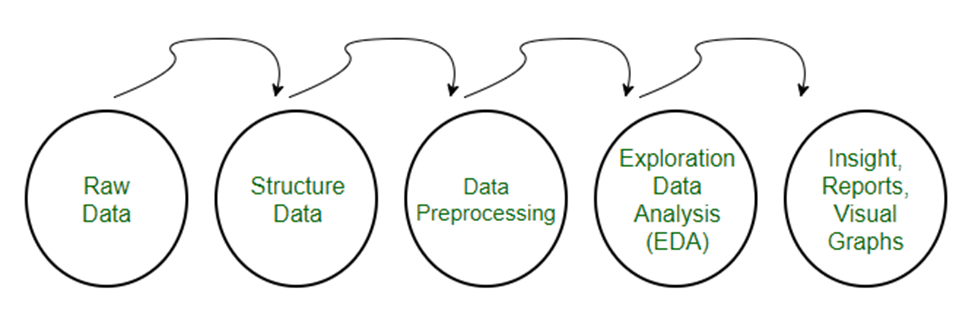 Raw
Data
Structure
Data
Data
Preprocessing
Exploration
Data
Analysis
(EDA)
Insight,
Reports,
Visual
Graphs